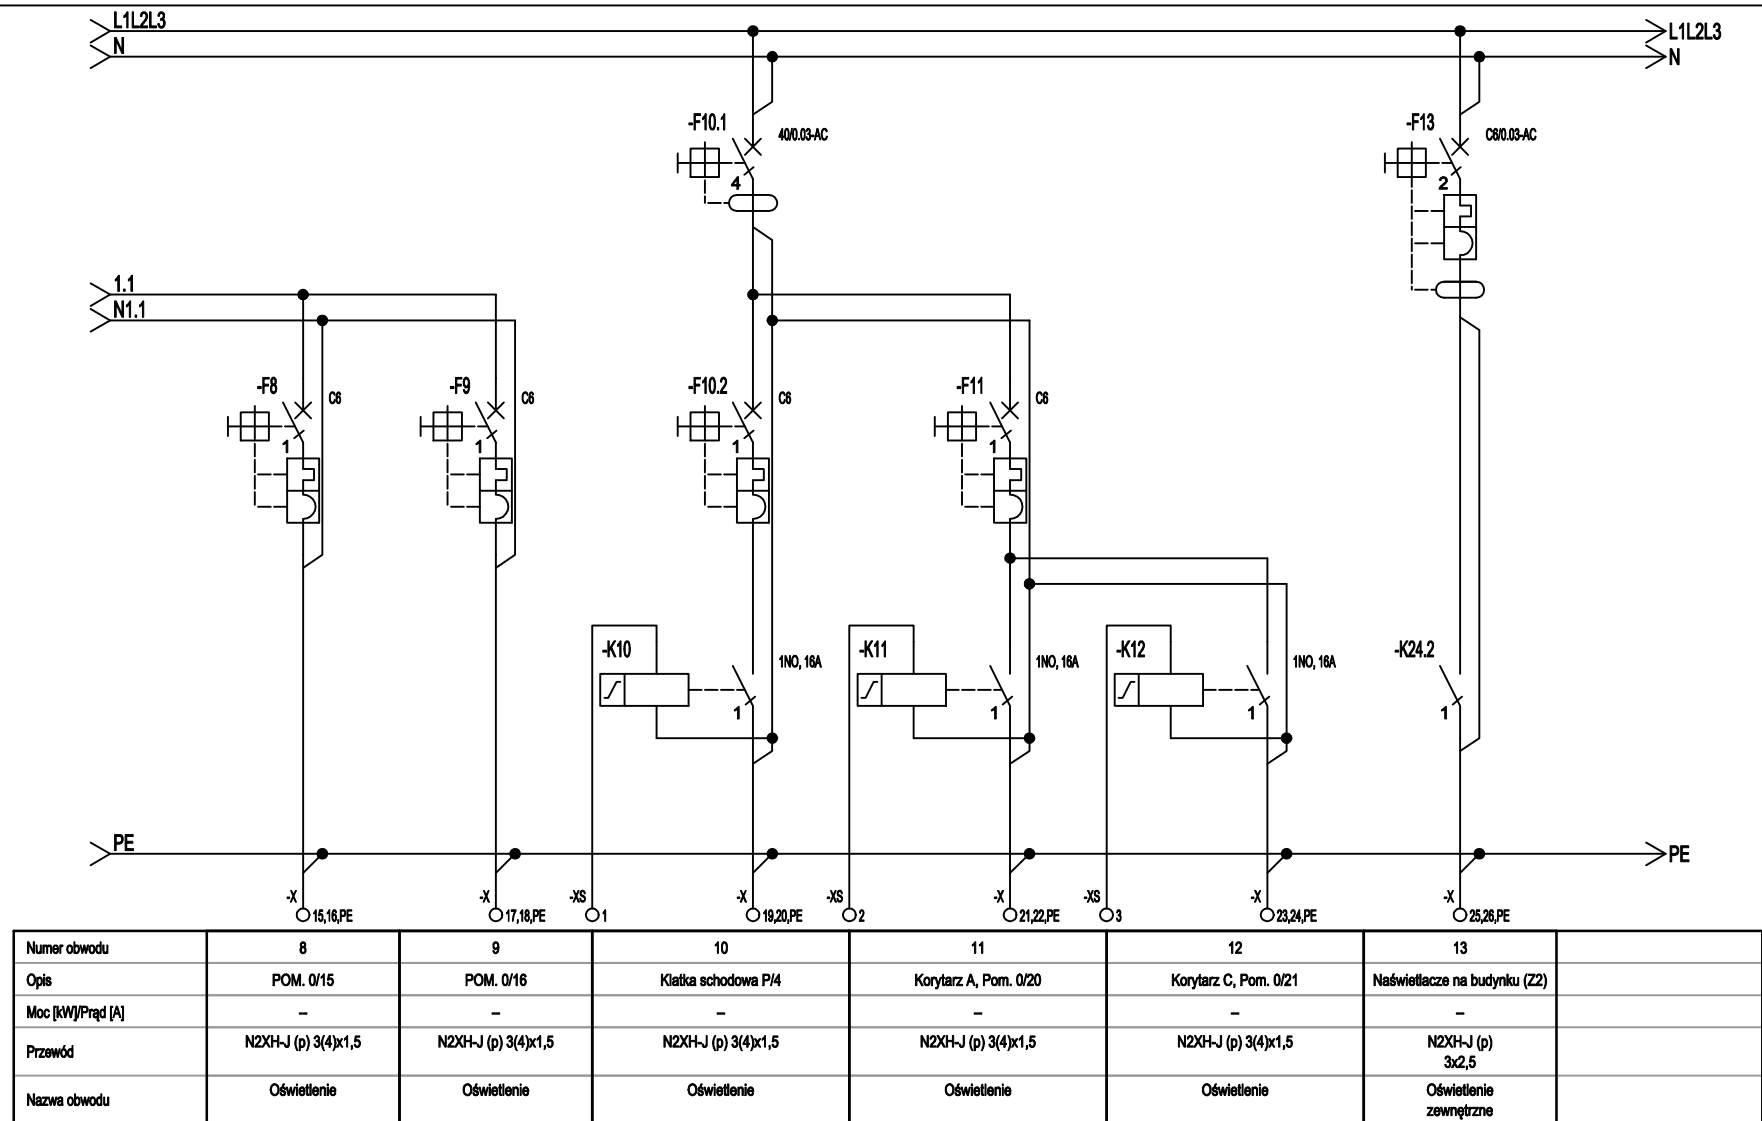 L1L2L3 L1L2L3
N N
-F10.1 40/0.03-AC -F13 C6/0.03-AC
4 2
1.1
N1.1
-F8 C6 -F9 C6 -F10.2 C6 -F11 C6
1 1 1 1
-K10 1NO, 16A -K11 1NO, 16A -K12 1NO, 16A -K24.2
1 1 1 1
PE PE
-X -X -XS -X -XS -X -XS -X -X
15,16,PE 17,18,PE 1 19,20,PE 2 21,22,PE 3 23,24,PE 25,26,PE
Numer obwodu 8 9 10 11 12 13
Opis POM. 0/15 POM. 0/16 Klatka schodowa P/4 Korytarz A, Pom. 0/20 Korytarz C, Pom. 0/21 Naświetlacze na budynku (Z2)
Moc [kW]/Prąd [A] – – – – – –
Przewód N2XH-J (p) 3(4)x1,5 N2XH-J (p) 3(4)x1,5 N2XH-J (p) 3(4)x1,5 N2XH-J (p) 3(4)x1,5 N2XH-J (p) 3(4)x1,5 N2XH-J (p)
3x2,5
Nazwa obwodu Oświetlenie Oświetlenie Oświetlenie Oświetlenie Oświetlenie Oświetlenie
zewnętrzne